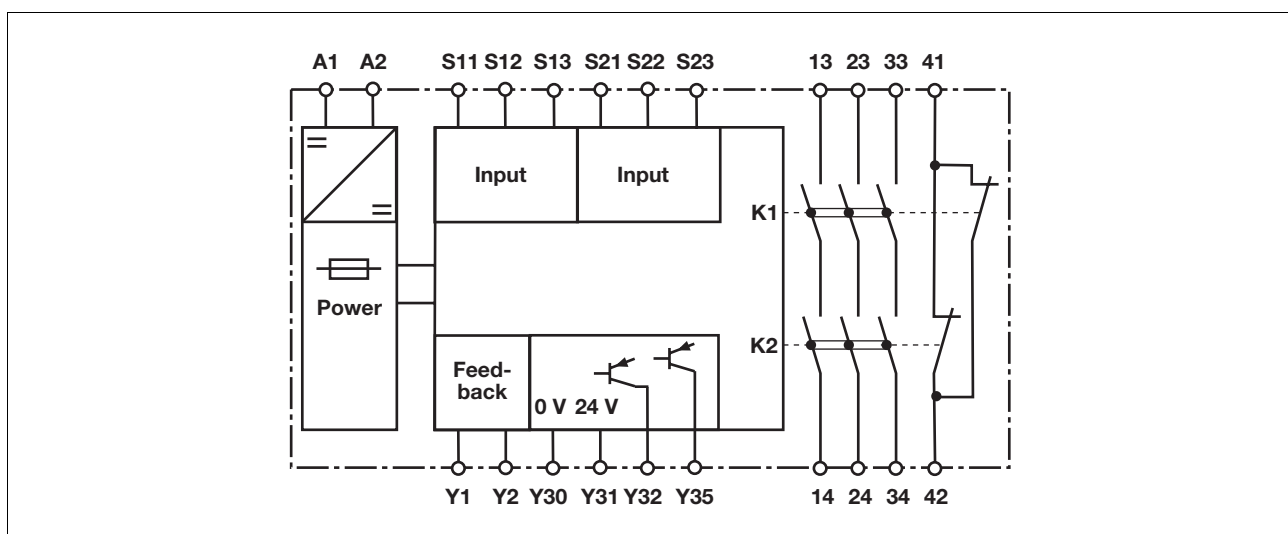 A1 A2 S11 S12 S13 S21 S22 S23 13 23 33 41
Input Input
K1
Power
K2
Feed-
back
0 V 24 V
Y1 Y2 Y30 Y31 Y32 Y35 14 24 34 42